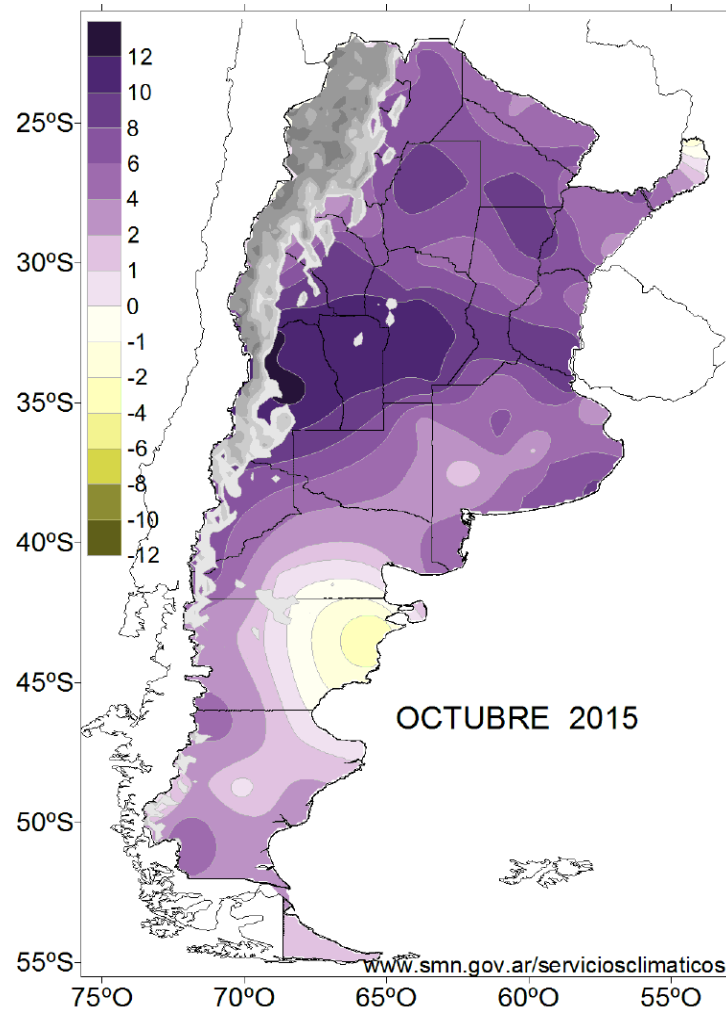 12
10
8
6
4
2
1
0
-1
-2
-4
-6
-8
-10
-12
25ºS
30ºS
35ºS
40ºS
45ºS
50ºS
55ºS
OCTUBRE 2015
www.smn.gov.ar/serviciosclimaticos
75ºO
70ºO
65ºO
60ºO
55ºO